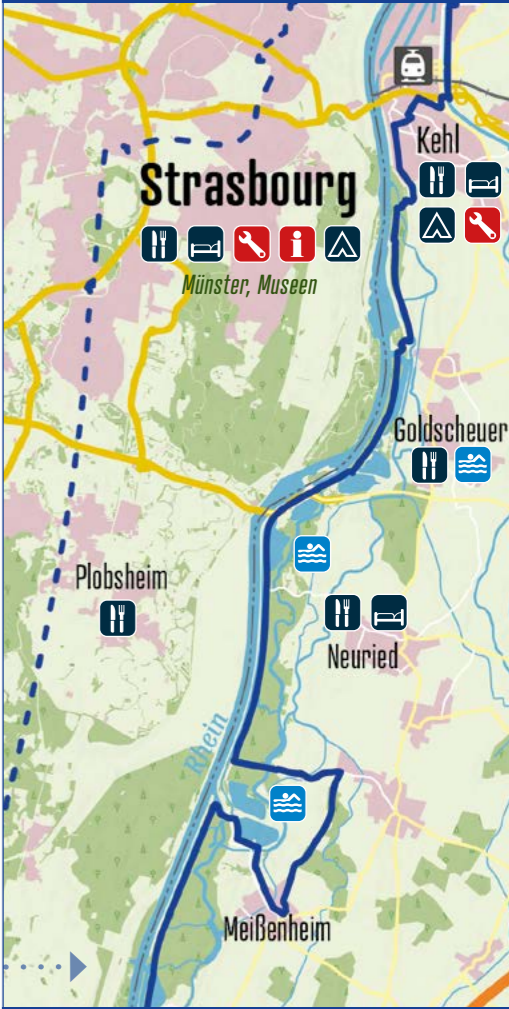 Kehl
Strasbourg
Münster, Museen
Goldscheuer
Plobsheim
Neuried
Rhein
Meißenheim